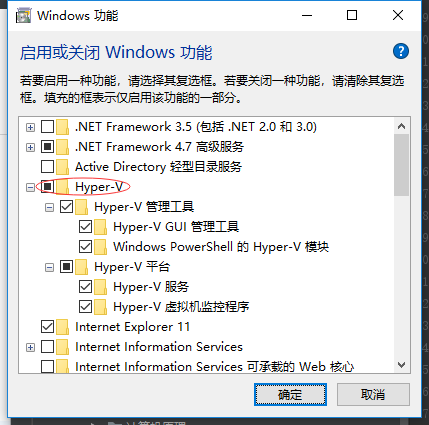 Windows 功能
启用或关闭 Windows 功能
若要启用一种功能，请选择其复选框。若要关闭一种功能，请清除其复选
框。填充的框表示仅启用该功能的一部分。
.NET Framework 3.5 (包括 .NET 2.0 和 3.0)
.NET Framework 4.7 高级服务
Active Directory 轻型目录服务
Hyper-V
Hyper-V 管理工具
Hyper-V GUI 管理工具
Windows PowerShell 的 Hyper-V 模块
Hyper-V 平台
Hyper-V 服务
Hyper-V 虚拟机监控程序
Internet Explorer 11
Internet Information Services
Internet Information Services 可承载的 Web 核心
确定 取消